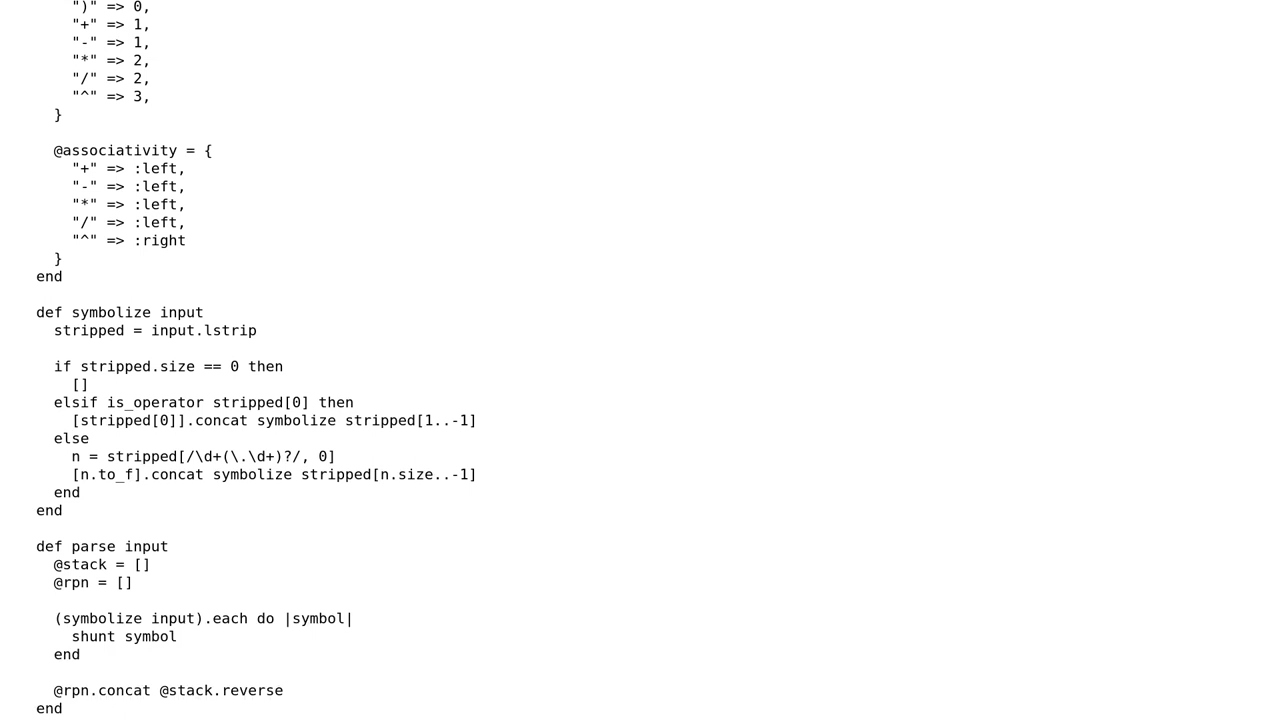 ")" => 0,
"+" => 1,
"-" => 1,
"*" => 2,
"/" => 2,
"^" => 3,
}
@associativity = {
"+" => :left,
"-" => :left,
"*" => :left,
"/" => :left,
"^" => :right
}
end
def symbolize input
stripped = input.lstrip
if stripped.size == 0 then
[]
elsif is_operator stripped[0] then
[stripped[0]].concat symbolize stripped[1..-1]
else
n = stripped[/\d+(\.\d+)?/, 0]
[n.to_f].concat symbolize stripped[n.size..-1]
end
end
def parse input
@stack = []
@rpn = []
(symbolize input).each do |symbol|
shunt symbol
end
@rpn.concat @stack.reverse
end